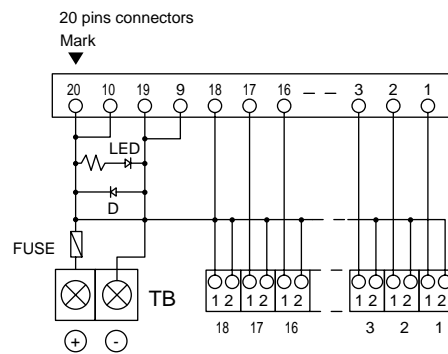 20 pins connectors
Mark
20 10 19 9 18 17 16 3 2 1
LED
D
FUSE
TB
1 2 1 2 1 2 1 2 1 2 1 2
18 17 16 3 2 1
+ -